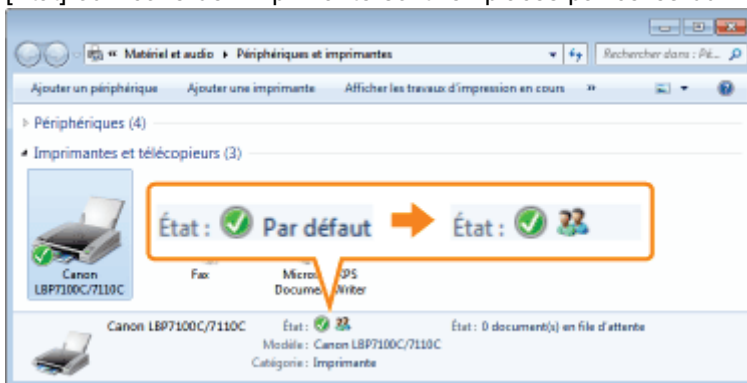 « Matériel et audio ▸ Périphériques et imprimantes
Rechercher dans : Pé...
Ajouter un périphérique Ajouter une imprimante Afficher les travaux d'impression en cours »
Périphériques (4)
Imprimantes et télécopieurs (3)
État : Par défaut État :
Canon
LBP7100C/7110C
Fax
Document Writer
Canon LBP7100C/7110C État : État : 0 document(s) en file d'attente
Modèle : Canon LBP7100C/7110C
Catégorie : Imprimante